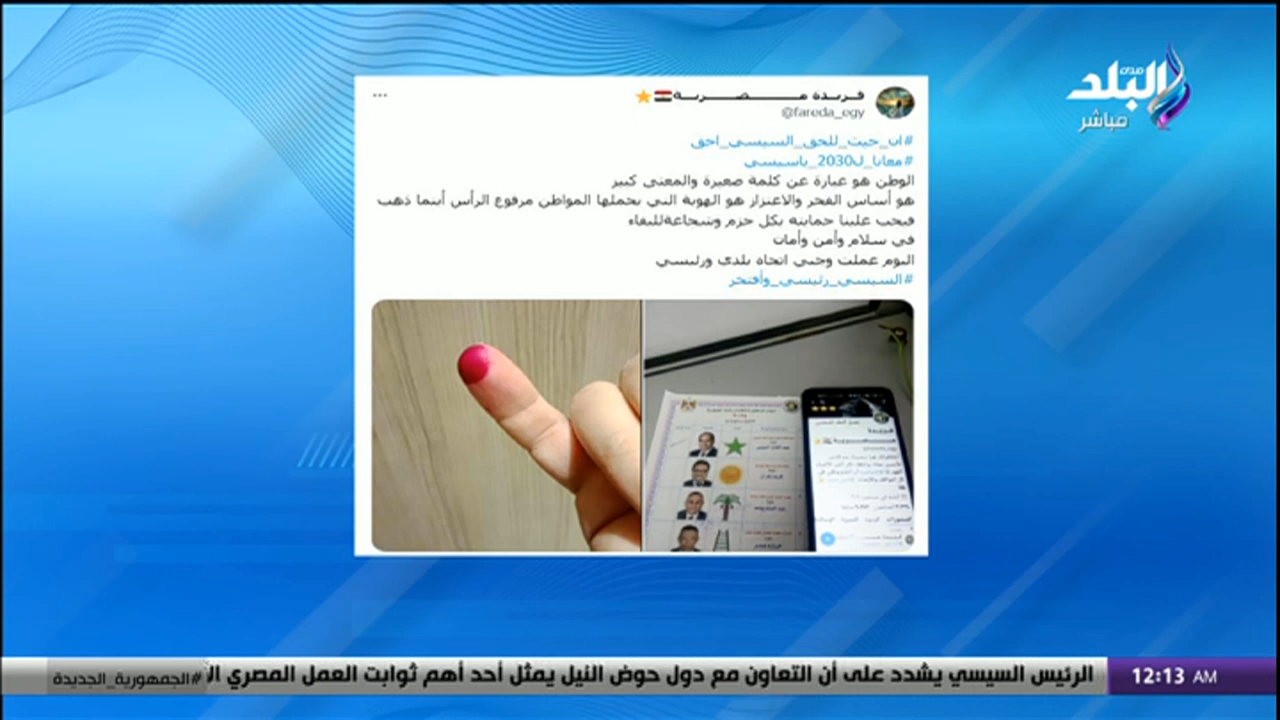 صدى
البلد
مباشر
فريدة مـــصـــرية
@fareda_egy
#ان_جيت_للحق_السيسي_احق
#معانا_ل2030_ياسيسي
الوطن هو عبارة عن كلمة صغيرة والمعنى كبير
هو أساس الفخر والاعتزاز هو الهوية التي يحملها المواطن مرفوع الرأس أينما ذهب
فيجب علينا حمايته بكل حزم وشجاعةللبقاء
في سلام وأمن وأمان
اليوم عملت وجبي اتجاه بلدي ورئيسي
#السيسي_رئيسي_وأفتخر
فريدة
12:13 AM
الرئيس السيسي يشدد على أن التعاون مع دول حوض النيل يمثل أحد أهم ثوابت العمل المصري ال
#الجمهورية_الجديدة